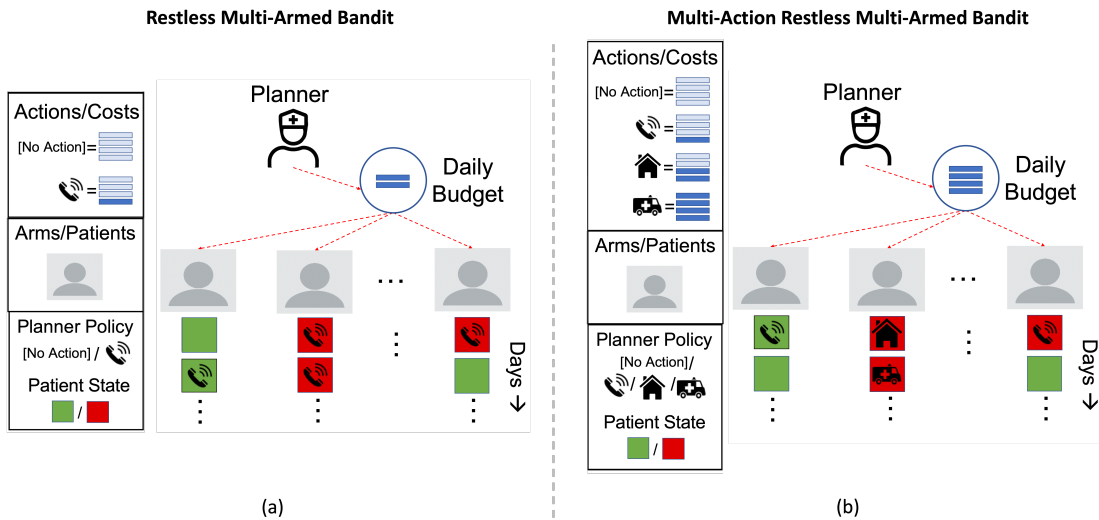 Restless Multi-Armed Bandit
Actions/Costs
[No Action]=
=
Arms/Patients
Planner Policy
[No Action] /
Patient State
/
Planner
Daily
Budget
...
Days →
(a)
Multi-Action Restless Multi-Armed Bandit
Actions/Costs
[No Action]=
=
=
=
Arms/Patients
Planner Policy
[No Action]/
/ /
Patient State
/
Planner
Daily
Budget
...
Days →
(b)